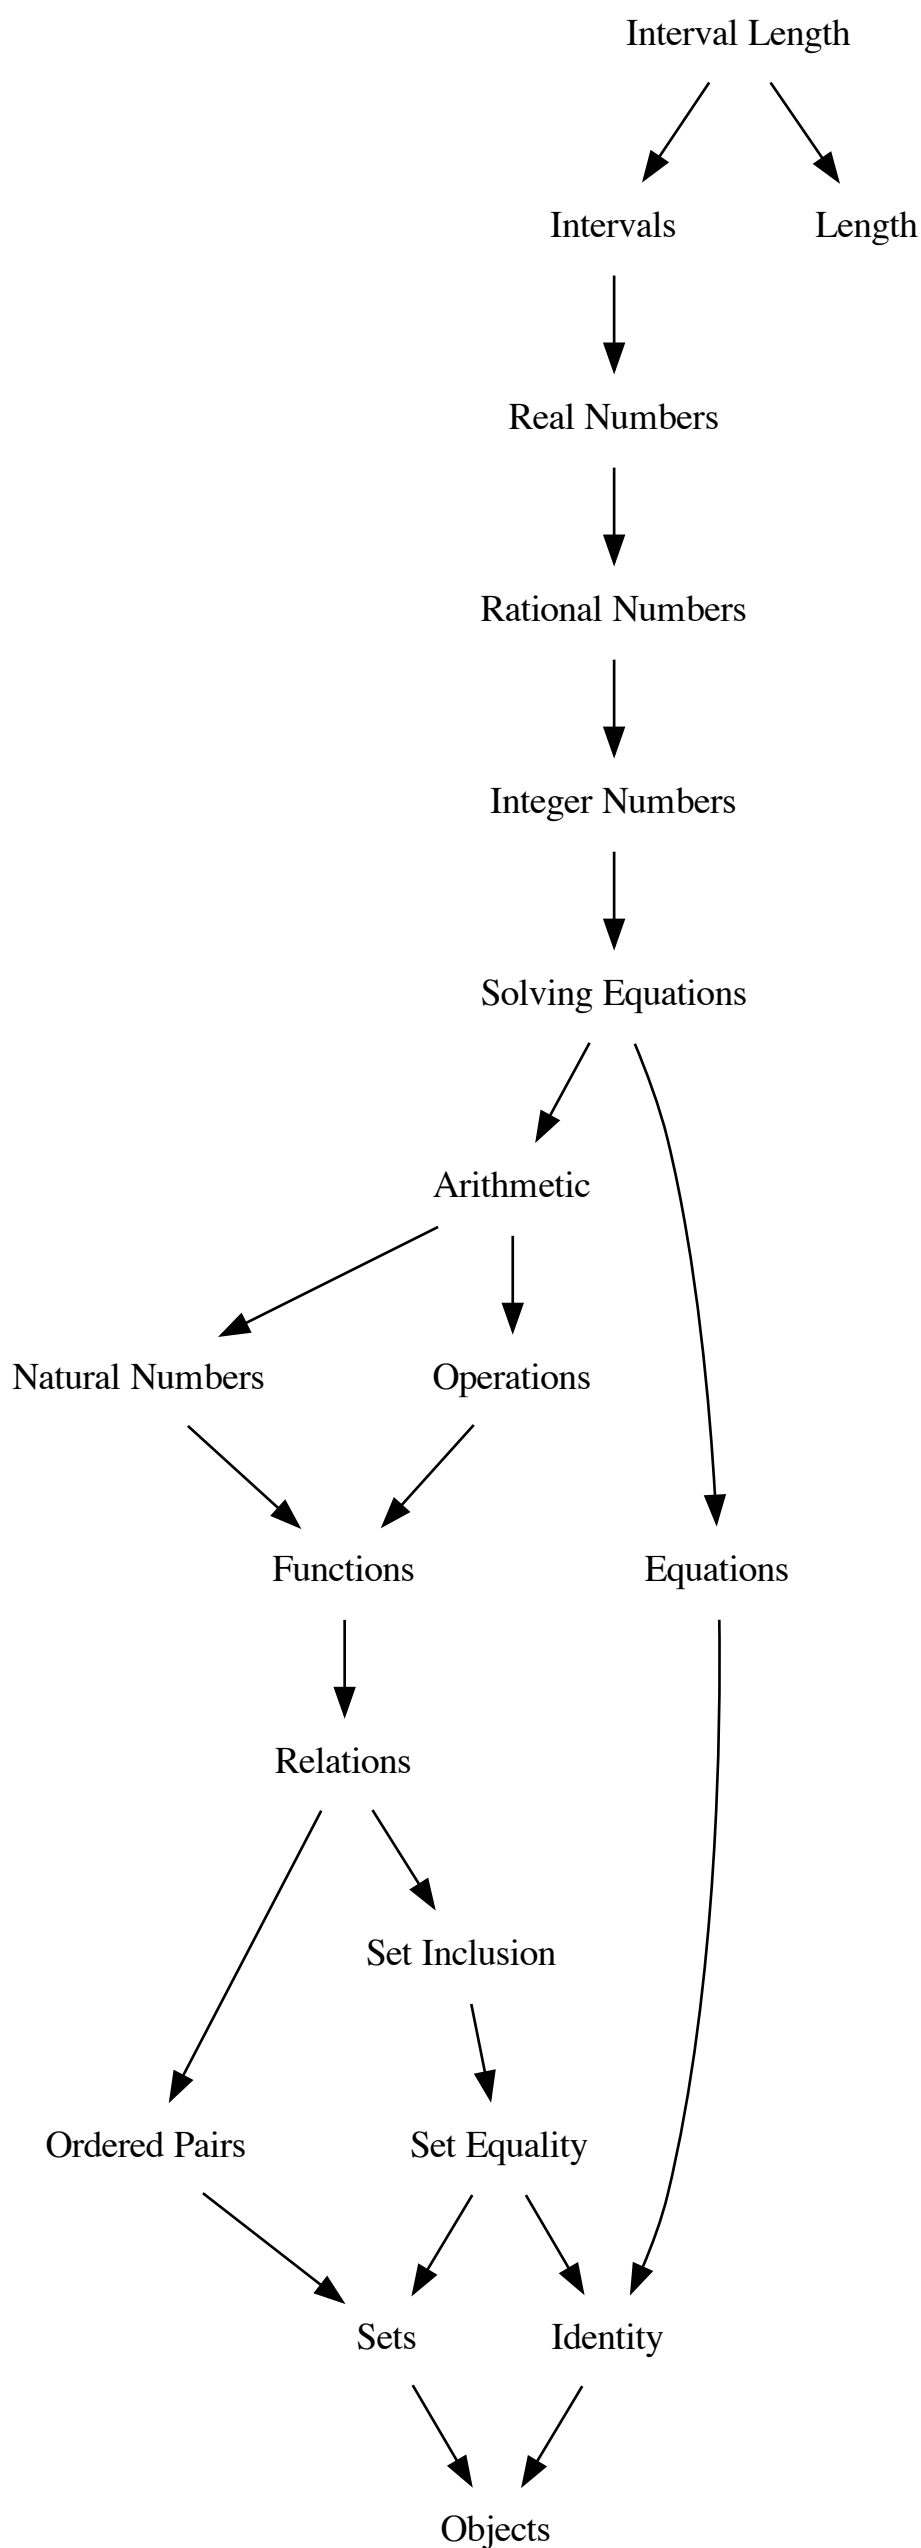 Interval Length
Intervals
Length
Real Numbers
Rational Numbers
Integer Numbers
Solving Equations
Arithmetic
Natural Numbers
Operations
Functions
Equations
Relations
Set Inclusion
Ordered Pairs
Set Equality
Sets
Identity
Objects